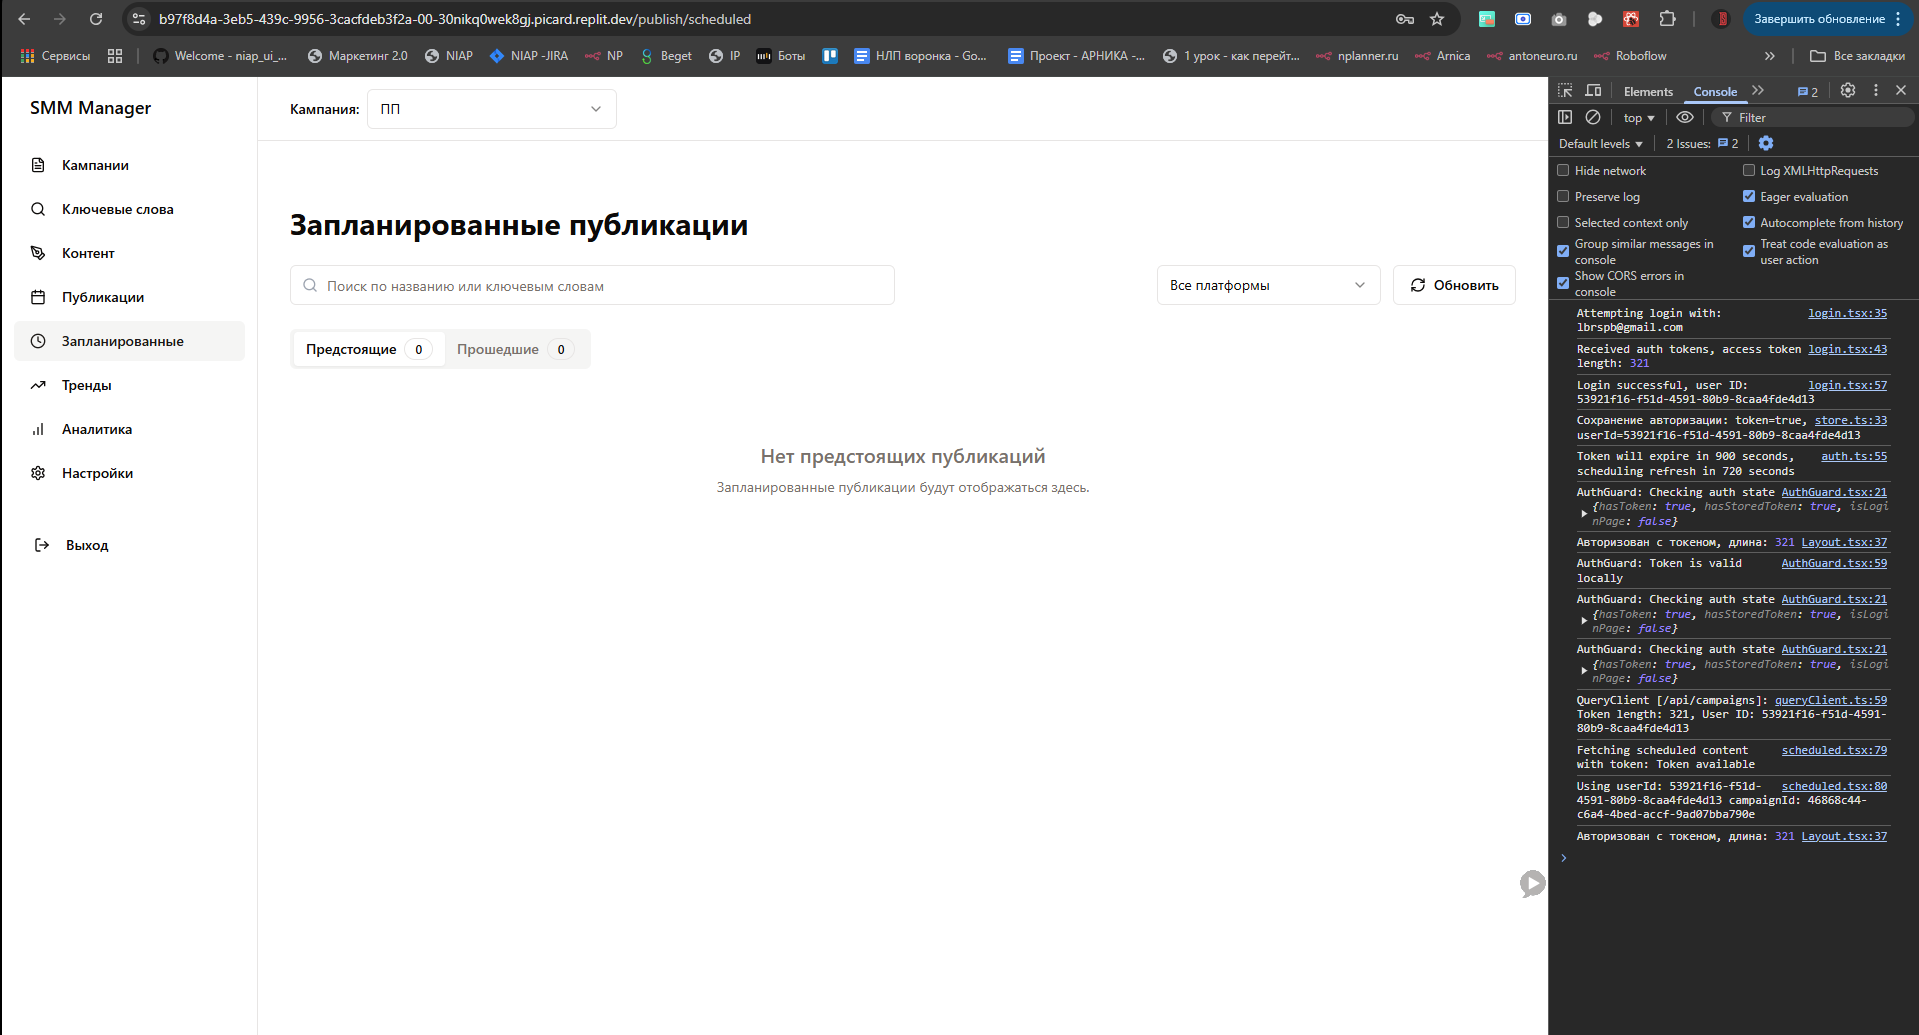 b97f8d4a-3eb5-439c-9956-3cacfdeb3f2a-00-30nikq0wek8gj.picard.replit.dev/publish/scheduled
Завершить обновление
Сервисы
Welcome - niap_ui_...
Маркетинг 2.0
NIAP
NIAP -JIRA
NP
Beget
IP
Боты
НЛП воронка - Go...
Проект - АРНИКА -...
1 урок - как перейт...
nplanner.ru
Arnica
antoneuro.ru
Roboflow
»
Все закладки
SMM Manager
Кампании
Ключевые слова
Контент
Публикации
Запланированные
Тренды
Аналитика
Настройки
Выход
Кампания:
ПП
Запланированные публикации
Поиск по названию или ключевым словам
Все платформы
Обновить
Предстоящие 0
Прошедшие 0
Нет предстоящих публикаций
Запланированные публикации будут отображаться здесь.
Elements
Console
2
top
Filter
Default levels
2 Issues: 2
Hide network
Log XMLHttpRequests
Preserve log
Eager evaluation
Selected context only
Autocomplete from history
Group similar messages in
console
Treat code evaluation as
user action
Show CORS errors in
console
Attempting login with: login.tsx:35
lbrspb@gmail.com
Received auth tokens, access token login.tsx:43
length: 321
Login successful, user ID: login.tsx:57
53921f16-f51d-4591-80b9-8caa4fde4d13
Сохранение авторизации: token=true, store.ts:33
userId=53921f16-f51d-4591-80b9-8caa4fde4d13
Token will expire in 900 seconds, auth.ts:55
scheduling refresh in 720 seconds
AuthGuard: Checking auth state AuthGuard.tsx:21
{hasToken: true, hasStoredToken: true, isLogi
nPage: false}
Авторизован с токеном, длина: 321 Layout.tsx:37
AuthGuard: Token is valid AuthGuard.tsx:59
locally
AuthGuard: Checking auth state AuthGuard.tsx:21
{hasToken: true, hasStoredToken: true, isLogi
nPage: false}
AuthGuard: Checking auth state AuthGuard.tsx:21
{hasToken: true, hasStoredToken: true, isLogi
nPage: false}
QueryClient [/api/campaigns]: queryClient.ts:59
Token length: 321, User ID: 53921f16-f51d-4591-
80b9-8caa4fde4d13
Fetching scheduled content scheduled.tsx:79
with token: Token available
Using userId: 53921f16-f51d- scheduled.tsx:80
4591-80b9-8caa4fde4d13 campaignId: 46868c44-
c6a4-4bed-accf-9ad07bba790e
Авторизован с токеном, длина: 321 Layout.tsx:37